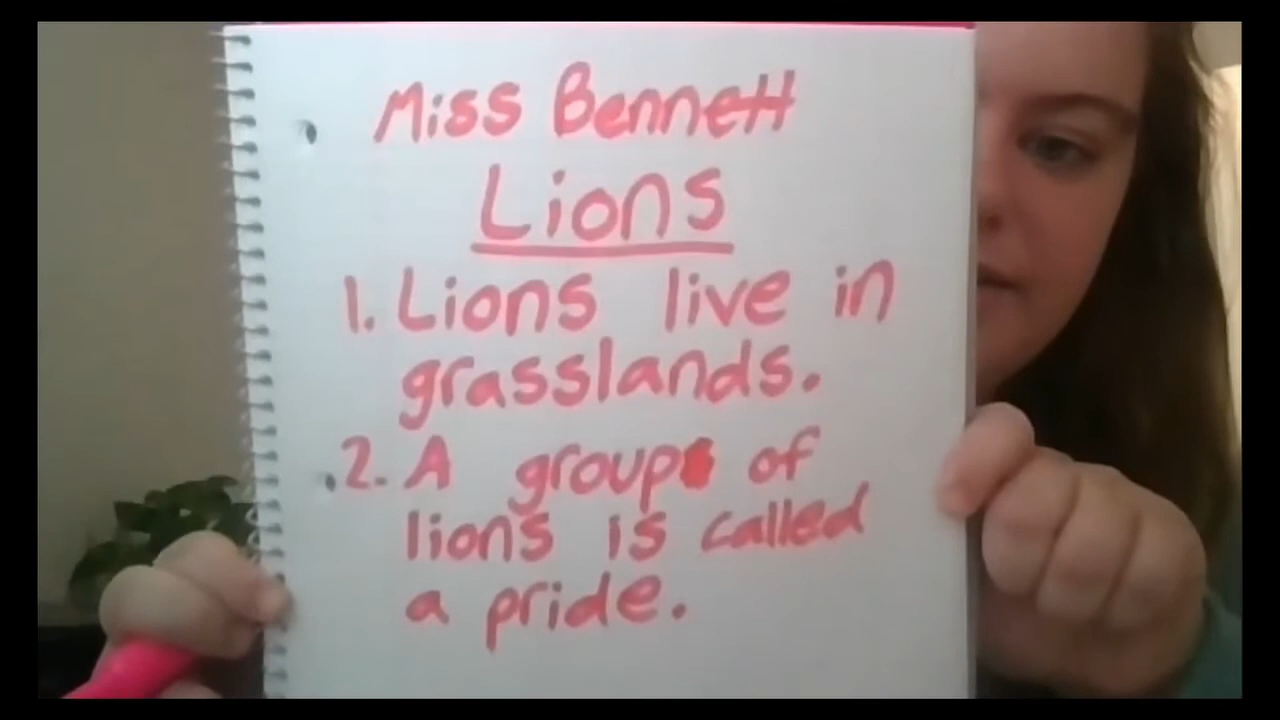 Miss Bennett
Lions
1. Lions live in
grasslands.
2. A group of
lions is called
a pride.